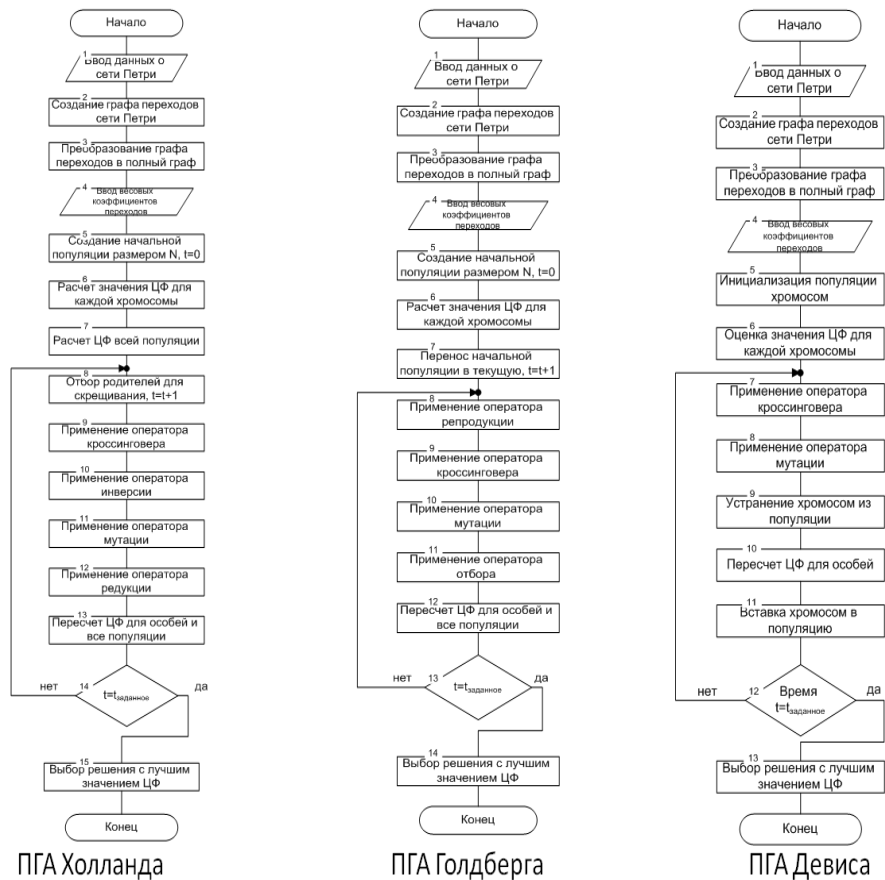 Начало
1
Ввод данных о
сети Петри
2
Создание графа переходов
сети Петри
3
Преобразование графа
переходов в полный граф
4
Ввод весовых
коэффициентов
переходов
5
Создание начальной
популяции размером N, t=0
6
Расчет значения ЦФ для
каждой хромосомы
7
Расчет ЦФ всей популяции
8
Отбор родителей для
скрещивания, t=t+1
9
Применение оператора
кроссинговера
10
Применение оператора
инверсии
11
Применение оператора
мутации
12
Применение оператора
редукции
13
Пересчет ЦФ для особей и
все популяции
нет
14
t=tзаданное
да
15
Выбор решения с лучшим
значением ЦФ
Конец
ПГА Холланда
Начало
1
Ввод данных о
сети Петри
2
Создание графа переходов
сети Петри
3
Преобразование графа
переходов в полный граф
4
Ввод весовых
коэффициентов
переходов
5
Создание начальной
популяции размером N, t=0
6
Расчет значения ЦФ для
каждой хромосомы
7
Перенос начальной
популяции в текущую, t=t+1
8
Применение оператора
репродукции
9
Применение оператора
кроссинговера
10
Применение оператора
мутации
11
Применение оператора
отбора
12
Пересчет ЦФ для особей и
все популяции
нет
13
t=tзаданное
да
14
Выбор решения с лучшим
значением ЦФ
Конец
ПГА Голдберга
Начало
1
Ввод данных о
сети Петри
2
Создание графа переходов
сети Петри
3
Преобразование графа
переходов в полный граф
4
Ввод весовых
коэффициентов
переходов
5
Инициализация популяции
хромосом
6
Оценка значения ЦФ для
каждой хромосомы
7
Применение оператора
кроссинговера
8
Применение оператора
мутации
9
Устранение хромосом из
популяции
10
Пересчет ЦФ для особей
11
Вставка хромосом в
популяцию
нет
12
Время
t=tзаданное
да
13
Выбор решения с лучшим
значением ЦФ
Конец
ПГА Девиса